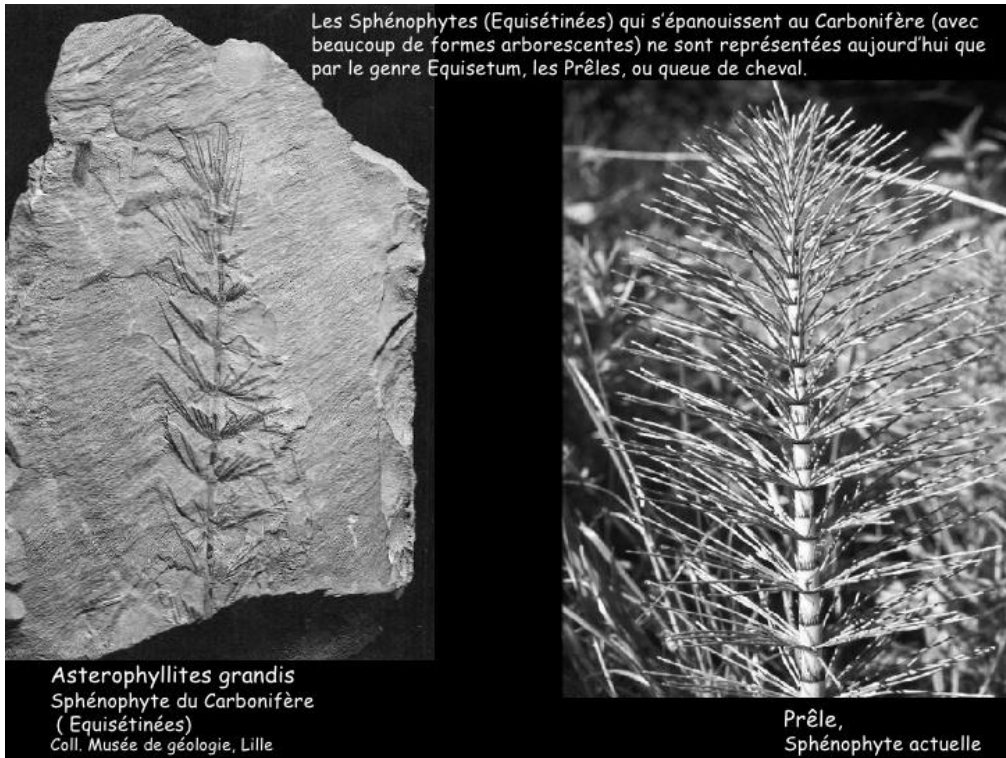 Les Sphénophytes (Equisétinées) qui s'épanouissent au Carbonifère (avec
beaucoup de formes arborescentes) ne sont représentées aujourd'hui que
par le genre Equisetum, les Prêles, ou queue de cheval.
Asterophyllites grandis
Sphénophyte du Carbonifère
( Equisétinées)
Coll. Musée de géologie, Lille
Prêle,
Sphénophyte actuelle